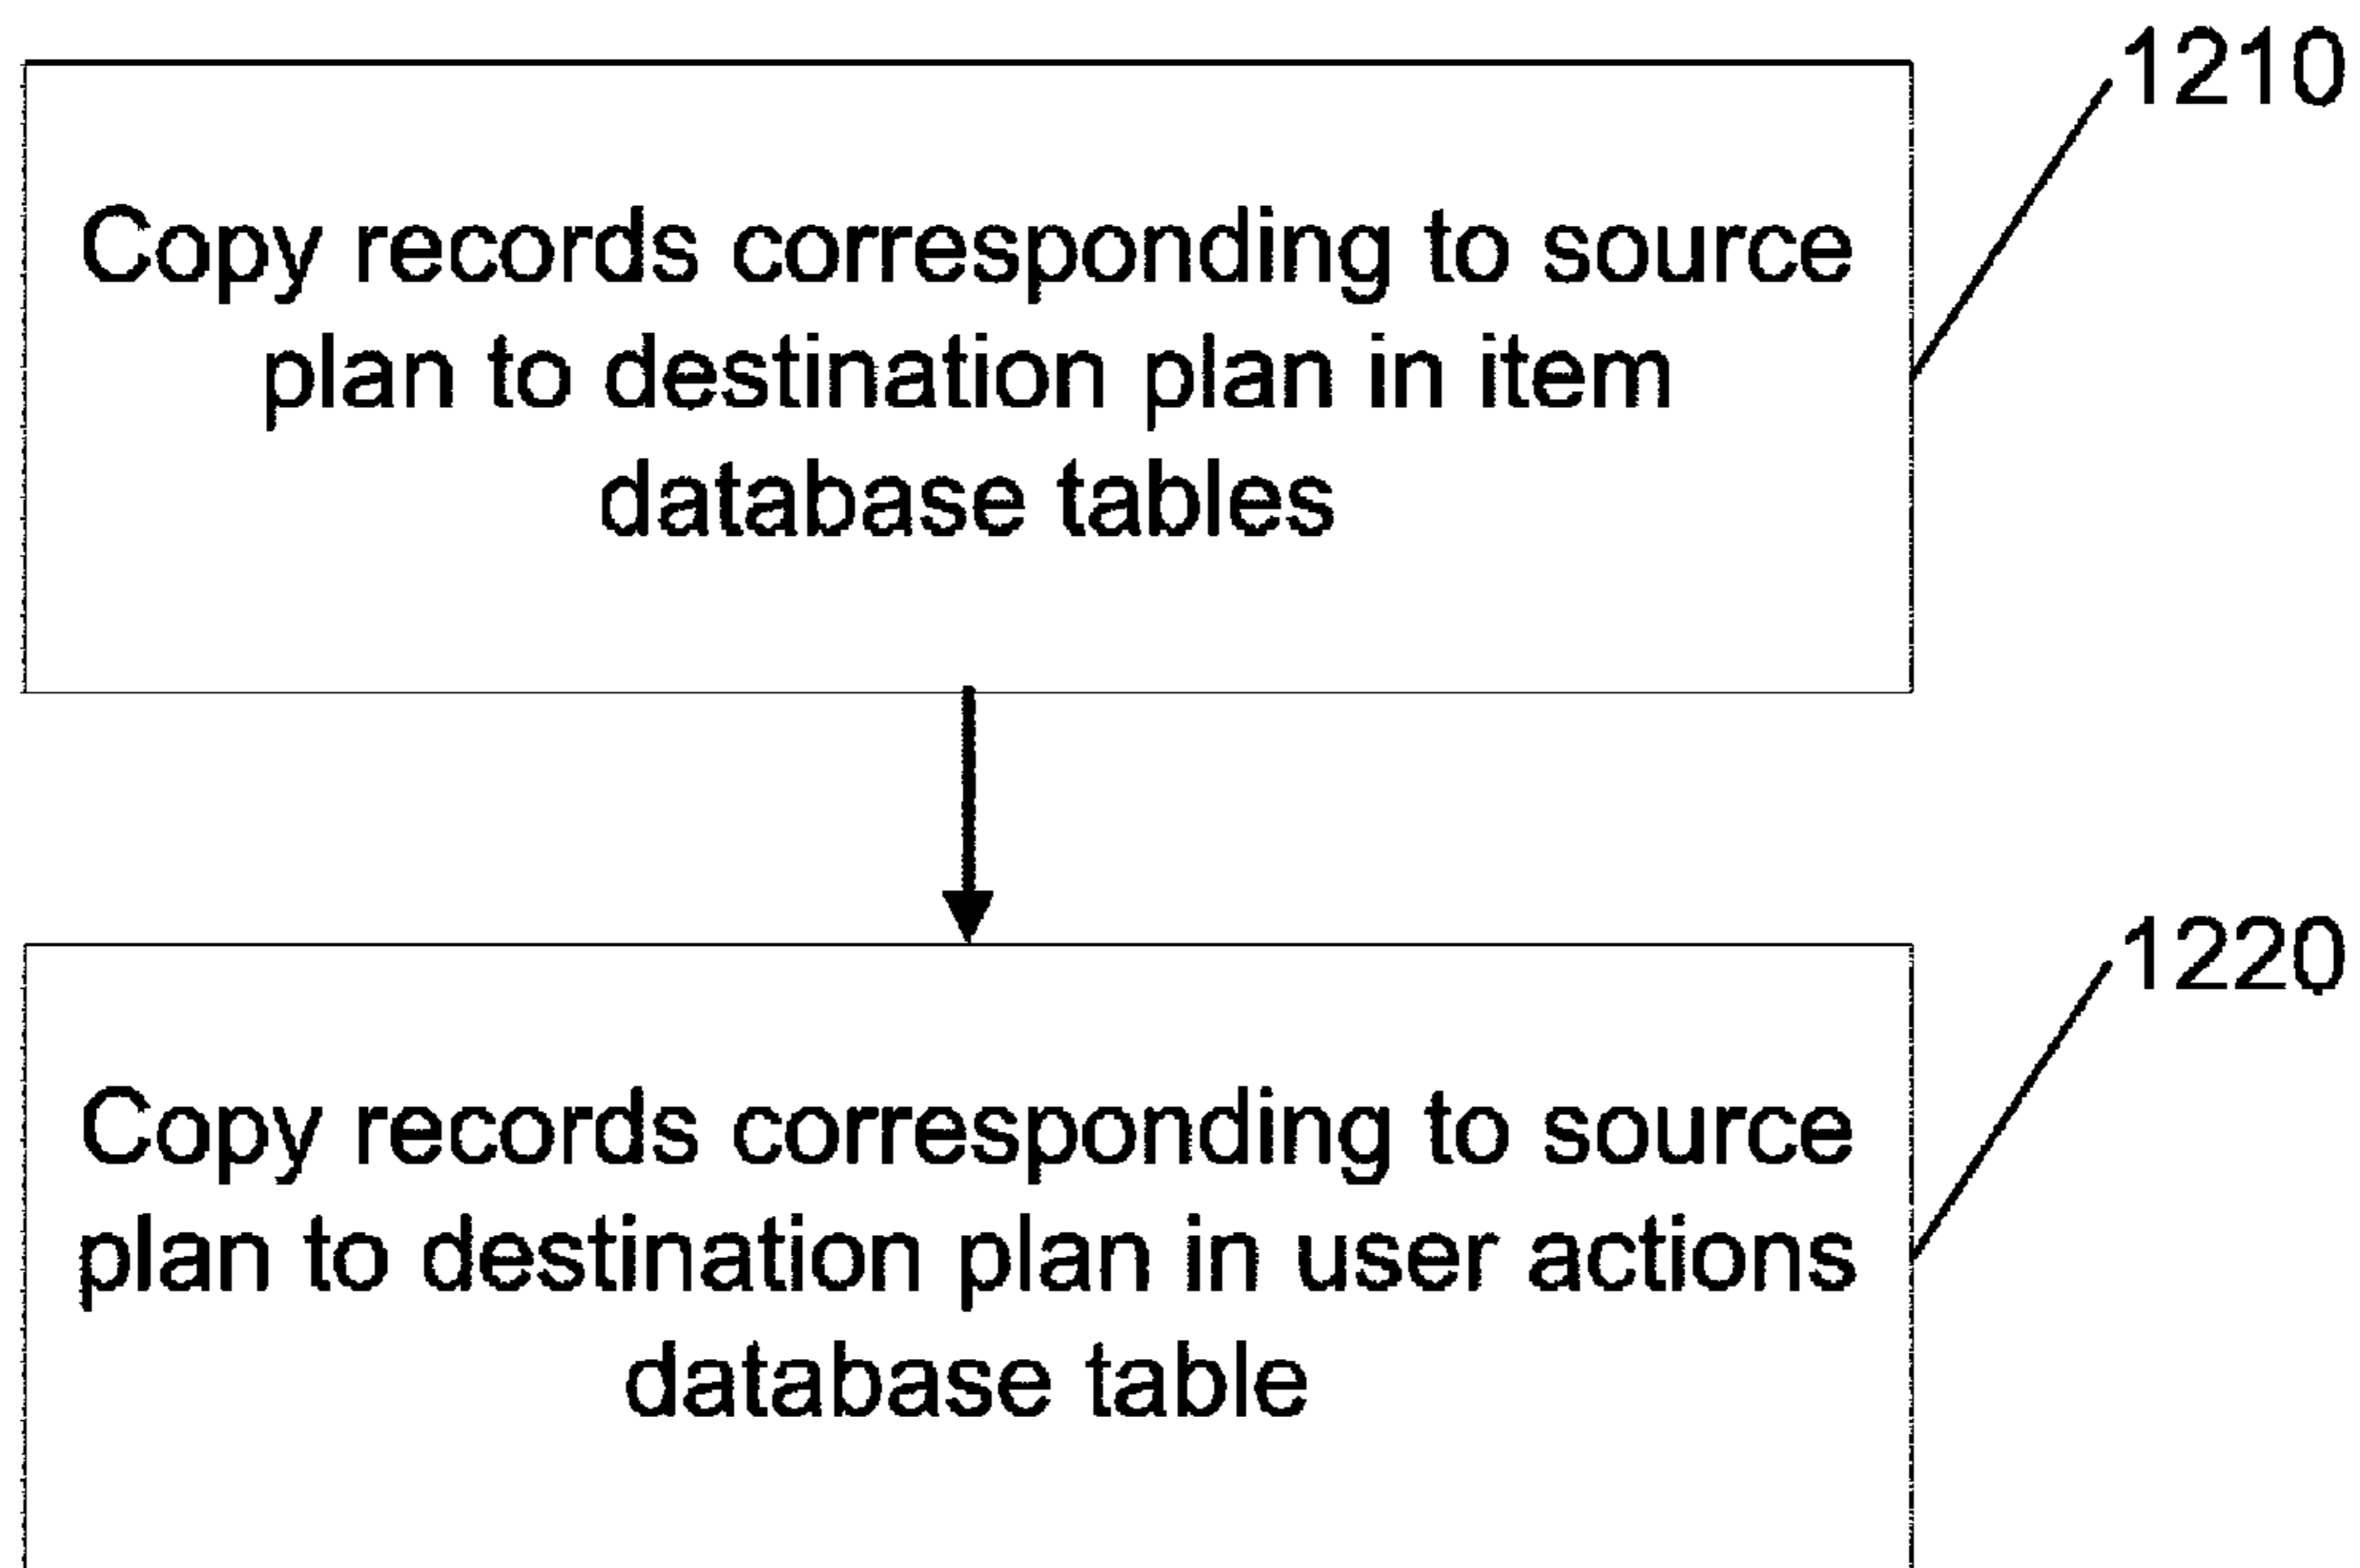 1210
Copy records corresponding to source
plan to destination plan in item
database tables
1220
Copy records corresponding to source
plan to destination plan in user actions
database table